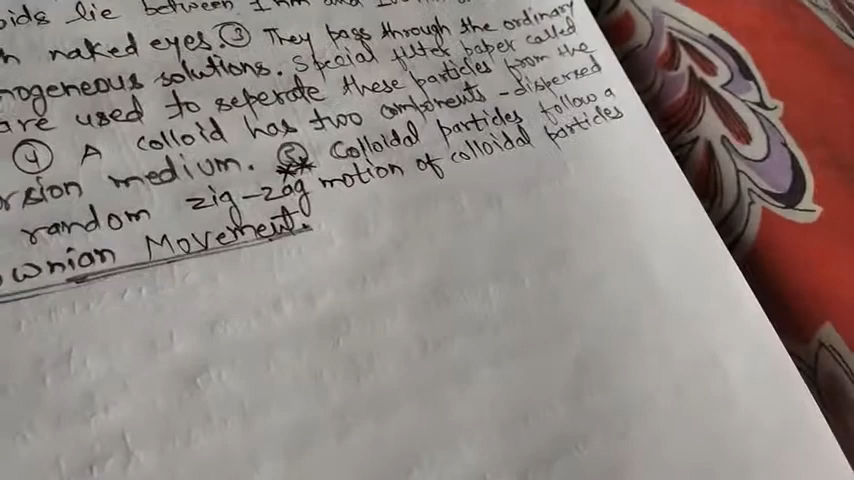 oids lie between 1 nm and
h naked eyes. ③ They pass through the ordinary
mogeneous solutions. Special filter paper called
are used to seperate these particles from the
④ A colloid has two components - dispersed
rsion medium. ⑤ Colloidal particles follow a
random zig-zag motion of colloidal particles
ownian Movement.